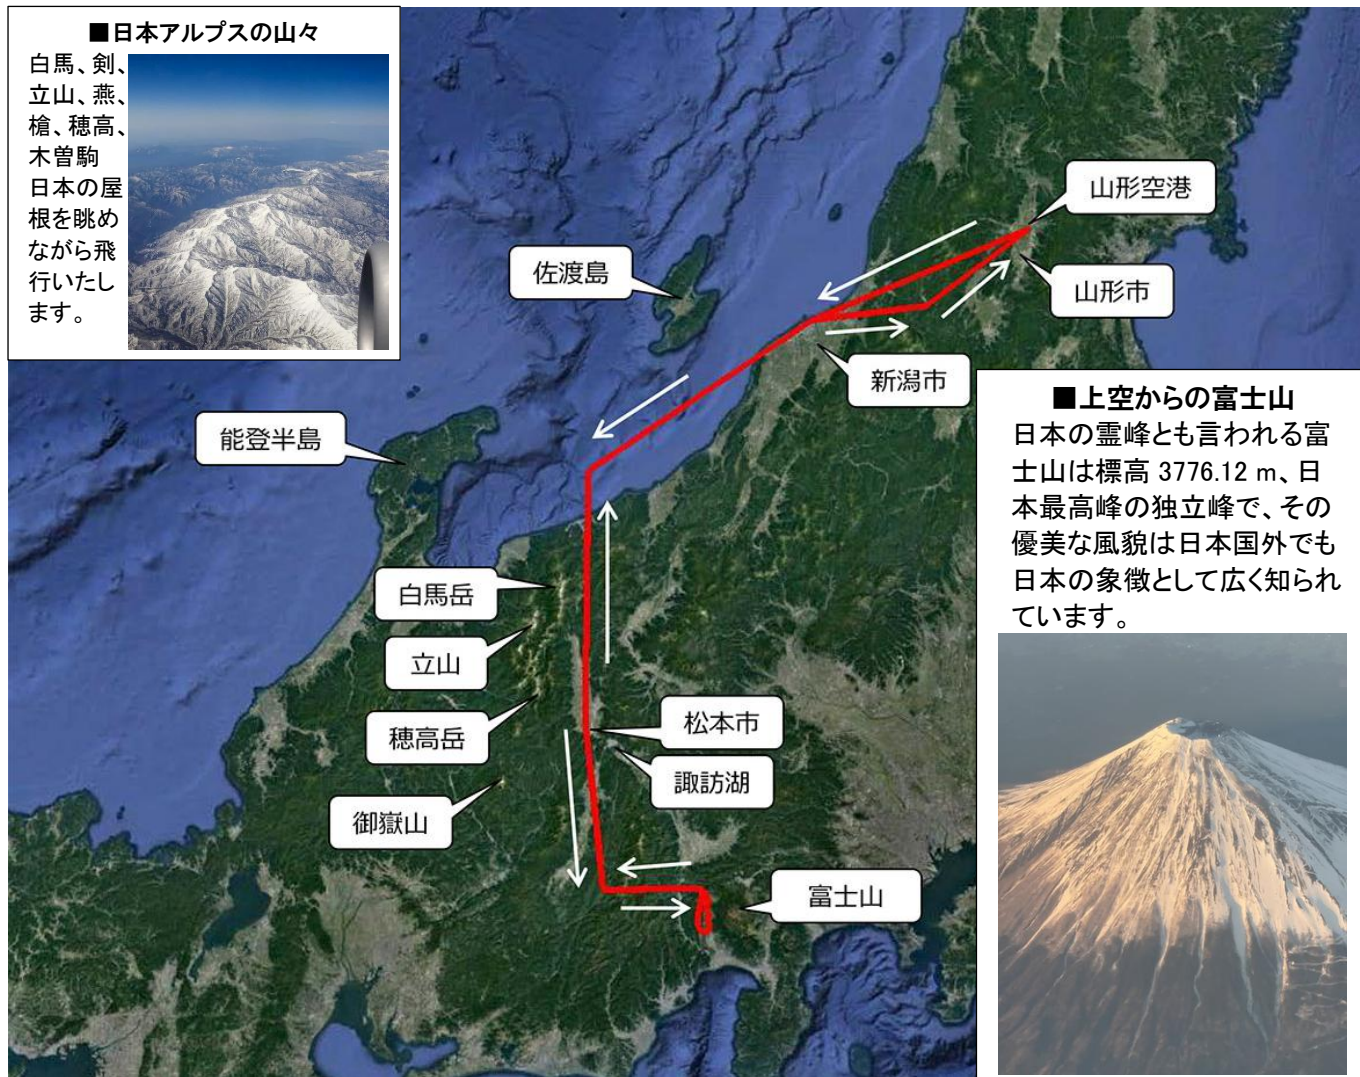 ■日本アルプスの山々
白馬、剣、
立山、燕、
槍、穂高、
木曽駒
日本の屋
根を眺め
ながら飛
行いたし
ます。
山形空港
山形市
佐渡島
新潟市
能登半島
■上空からの富士山
日本の霊峰とも言われる富
士山は標高 3776.12 m、日
本最高峰の独立峰で、その
優美な風貌は日本国外でも
日本の象徴として広く知られ
ています。
白馬岳
立山
穂高岳
松本市
諏訪湖
御嶽山
富士山